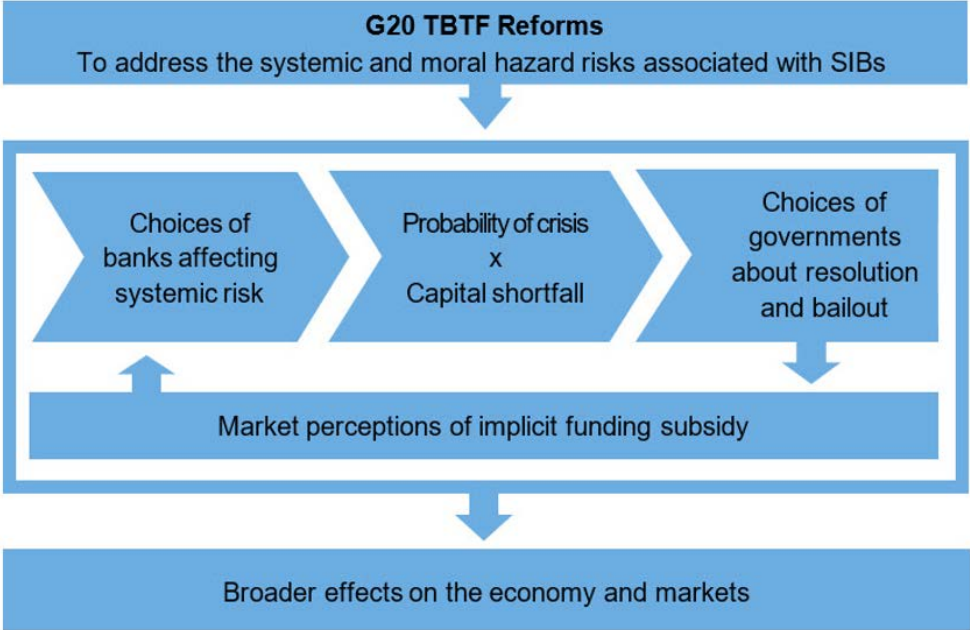 G20 TBTF Reforms
To address the systemic and moral hazard risks associated with SIBs
Choices of
banks affecting
systemic risk
Probability of crisis
x
Capital shortfall
Choices of
governments
about resolution
and bailout
Market perceptions of implicit funding subsidy
Broader effects on the economy and markets